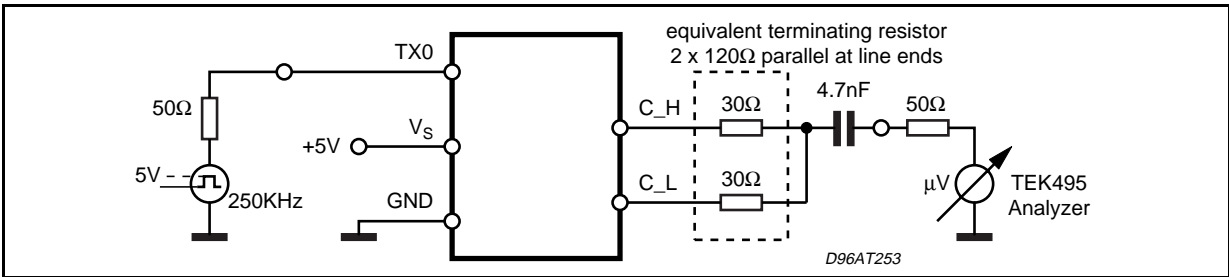 equivalent terminating resistor
2 x 120Ω parallel at line ends
TX0
4.7nF
50Ω
C_H
30Ω
50Ω
V_S
+5V
5V
C_L
30Ω
µV
TEK495
Analyzer
250KHz
GND
D96AT253